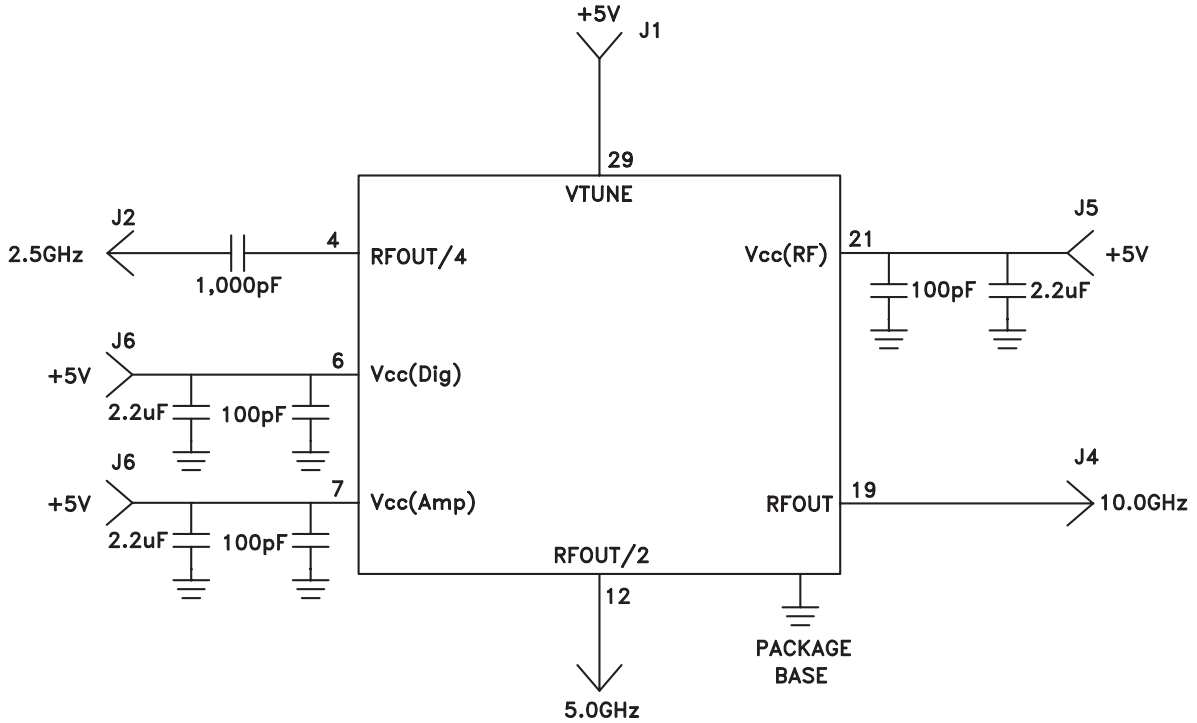 +5V
J1
29
VTUNE
J2
2.5GHz
1,000pF
4
RFOUT/4
J6
+5V
2.2uF
100pF
6
Vcc(Dig)
J6
+5V
2.2uF
100pF
7
Vcc(Amp)
Vcc(RF)
21
J5
+5V
100pF
2.2uF
RFOUT
19
J4
10.0GHz
RFOUT/2
12
5.0GHz
PACKAGE
BASE